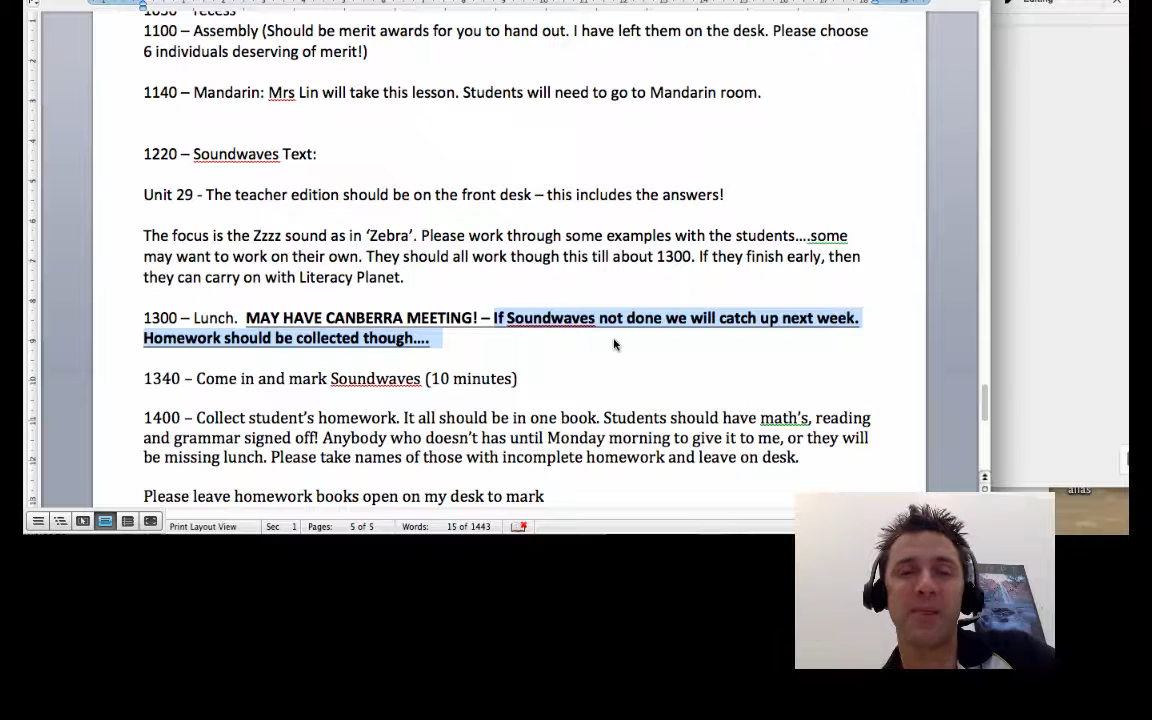 1100 – Assembly (Should be merit awards for you to hand out. I have left them on the desk. Please choose
6 individuals deserving of merit!)
1140 – Mandarin: Mrs Lin will take this lesson. Students will need to go to Mandarin room.
1220 – Soundwaves Text:
Unit 29 - The teacher edition should be on the front desk – this includes the answers!
The focus is the Zzzz sound as in ‘Zebra’. Please work through some examples with the students....some
may want to work on their own. They should all work though this till about 1300. If they finish early, then
they can carry on with Literacy Planet.
1300 – Lunch. MAY HAVE CANBERRA MEETING! – If Soundwaves not done we will catch up next week.
Homework should be collected though....
1340 – Come in and mark Soundwaves (10 minutes)
1400 – Collect student’s homework. It all should be in one book. Students should have math’s, reading
and grammar signed off! Anybody who doesn’t has until Monday morning to give it to me, or they will
be missing lunch. Please take names of those with incomplete homework and leave on desk.
Please leave homework books open on my desk to mark
Print Layout View Sec 1 Pages: 5 of 5 Words: 15 of 1443